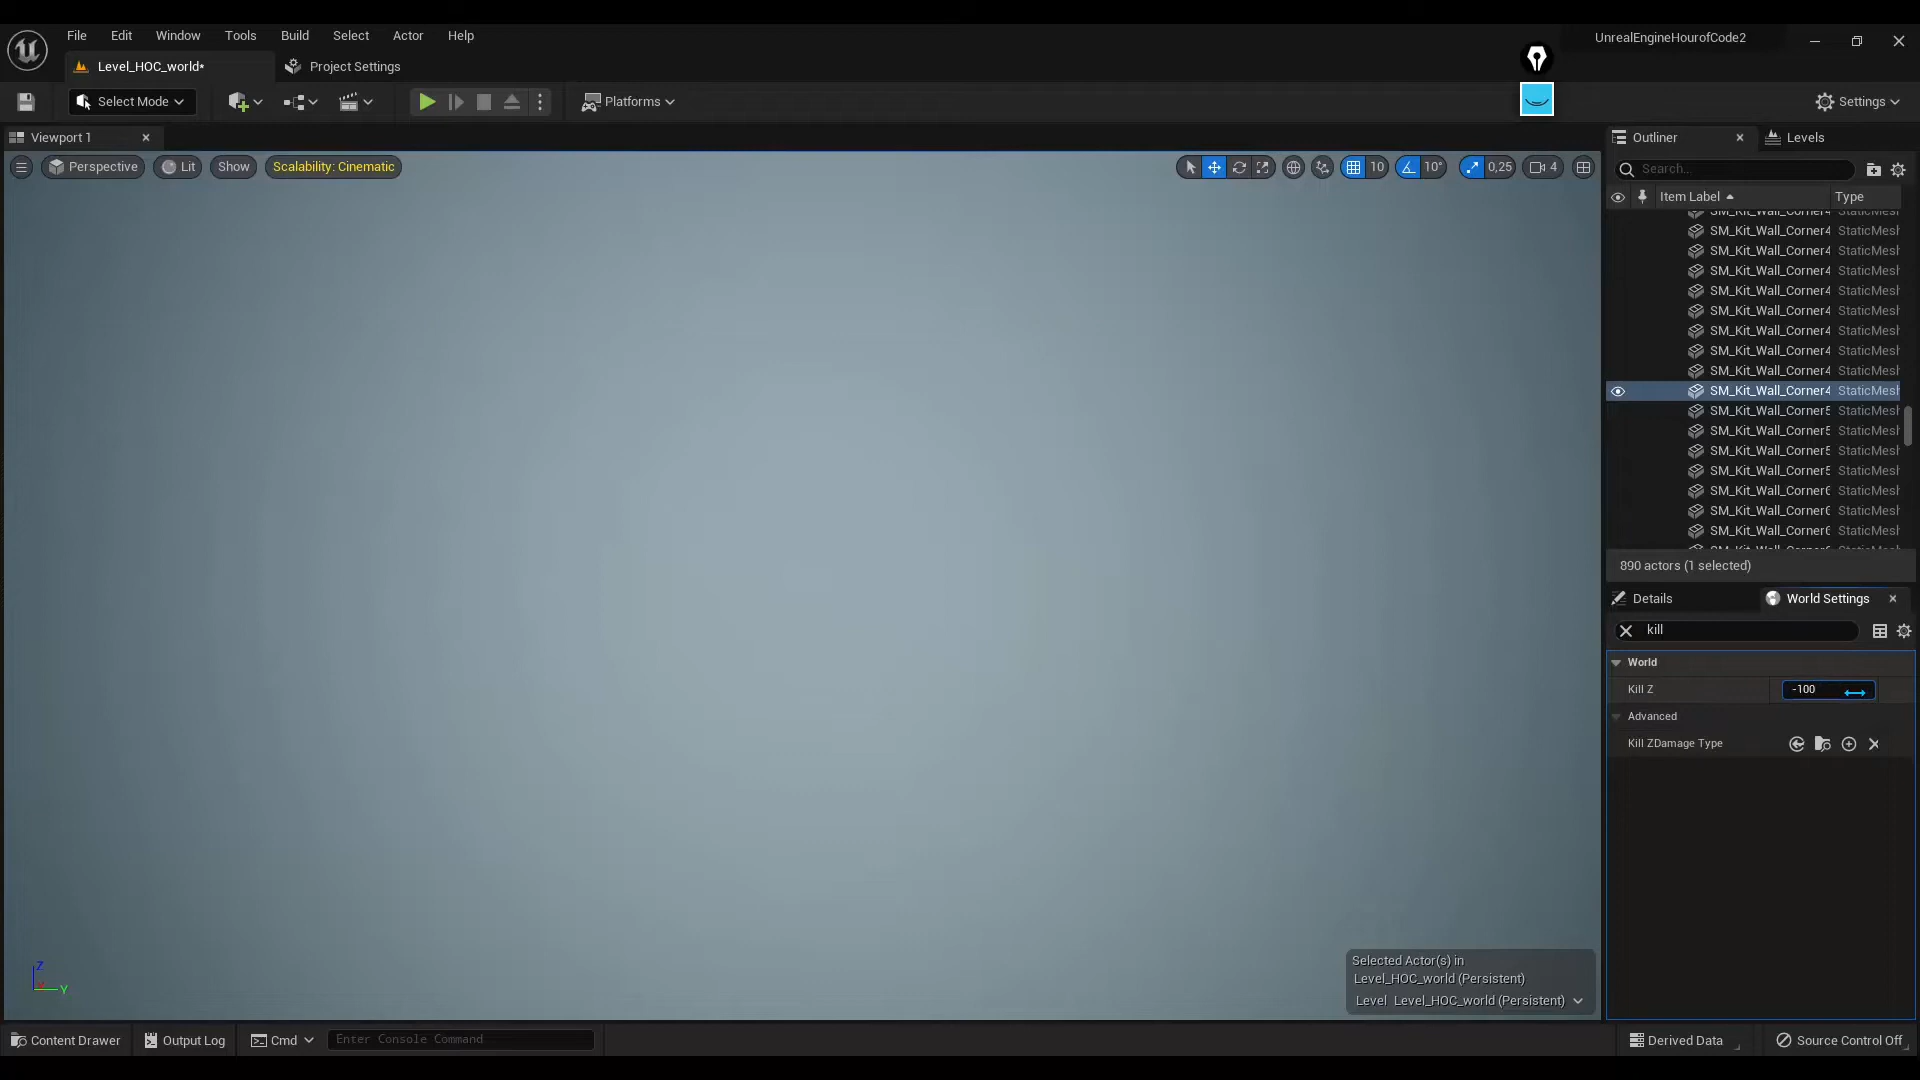 File Edit Window Tools Build Select Actor Help
UnrealEngineHourofCode2
Level_HOC_world*
Project Settings
Select Mode
Platforms
Settings
Viewport 1
Outliner
Levels
Perspective
Lit
Show
Scalability: Cinematic
10
10°
0,25
4
Search...
Item Label
Type
SM_Kit_Wall_Corner4 StaticMesh
SM_Kit_Wall_Corner4 StaticMesh
SM_Kit_Wall_Corner4 StaticMesh
SM_Kit_Wall_Corner4 StaticMesh
SM_Kit_Wall_Corner4 StaticMesh
SM_Kit_Wall_Corner4 StaticMesh
SM_Kit_Wall_Corner4 StaticMesh
SM_Kit_Wall_Corner4 StaticMesh
SM_Kit_Wall_Corner4 StaticMesh
SM_Kit_Wall_Corner4 StaticMesh
SM_Kit_Wall_Corner5 StaticMesh
SM_Kit_Wall_Corner5 StaticMesh
SM_Kit_Wall_Corner5 StaticMesh
SM_Kit_Wall_Corner5 StaticMesh
SM_Kit_Wall_Corner6 StaticMesh
SM_Kit_Wall_Corner6 StaticMesh
SM_Kit_Wall_Corner6 StaticMesh
890 actors (1 selected)
Details
World Settings
kill
World
Kill Z
-100
Advanced
Kill ZDamage Type
Z
Y
Selected Actor(s) in
Level_HOC_world (Persistent)
Level Level_HOC_world (Persistent)
Content Drawer
Output Log
Cmd
Enter Console Command
Derived Data
Source Control Off